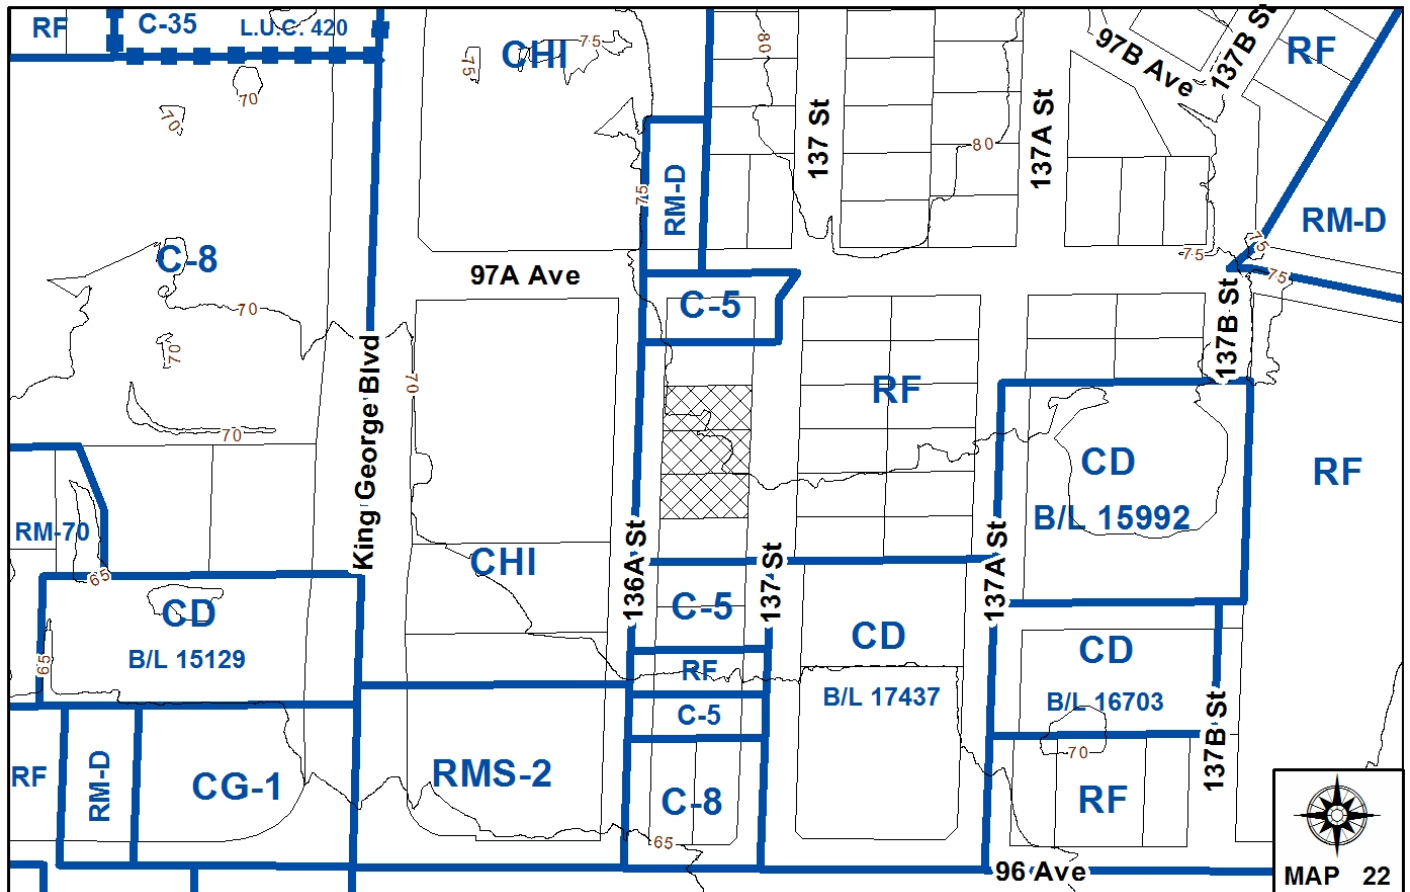 RF
C-35
L.U.C. 420
CHI
75
75
80
137 St
137A St
97B Ave
137B St
RF
70
70
80
C-8
75
RM-D
RM-D
75
75
75
97A Ave
C-5
70
70
King George Blvd
70
137B St
RF
70
CD
B/L 15992
RF
RM-70
65
CHI
136A St
137 St
137A St
CD
B/L 15129
65
C-5
RF
C-5
CD
B/L 17437
CD
B/L 16703
137B St
70
RF
RM-D
CG-1
RMS-2
C-8
65
RF
96 Ave
MAP 22